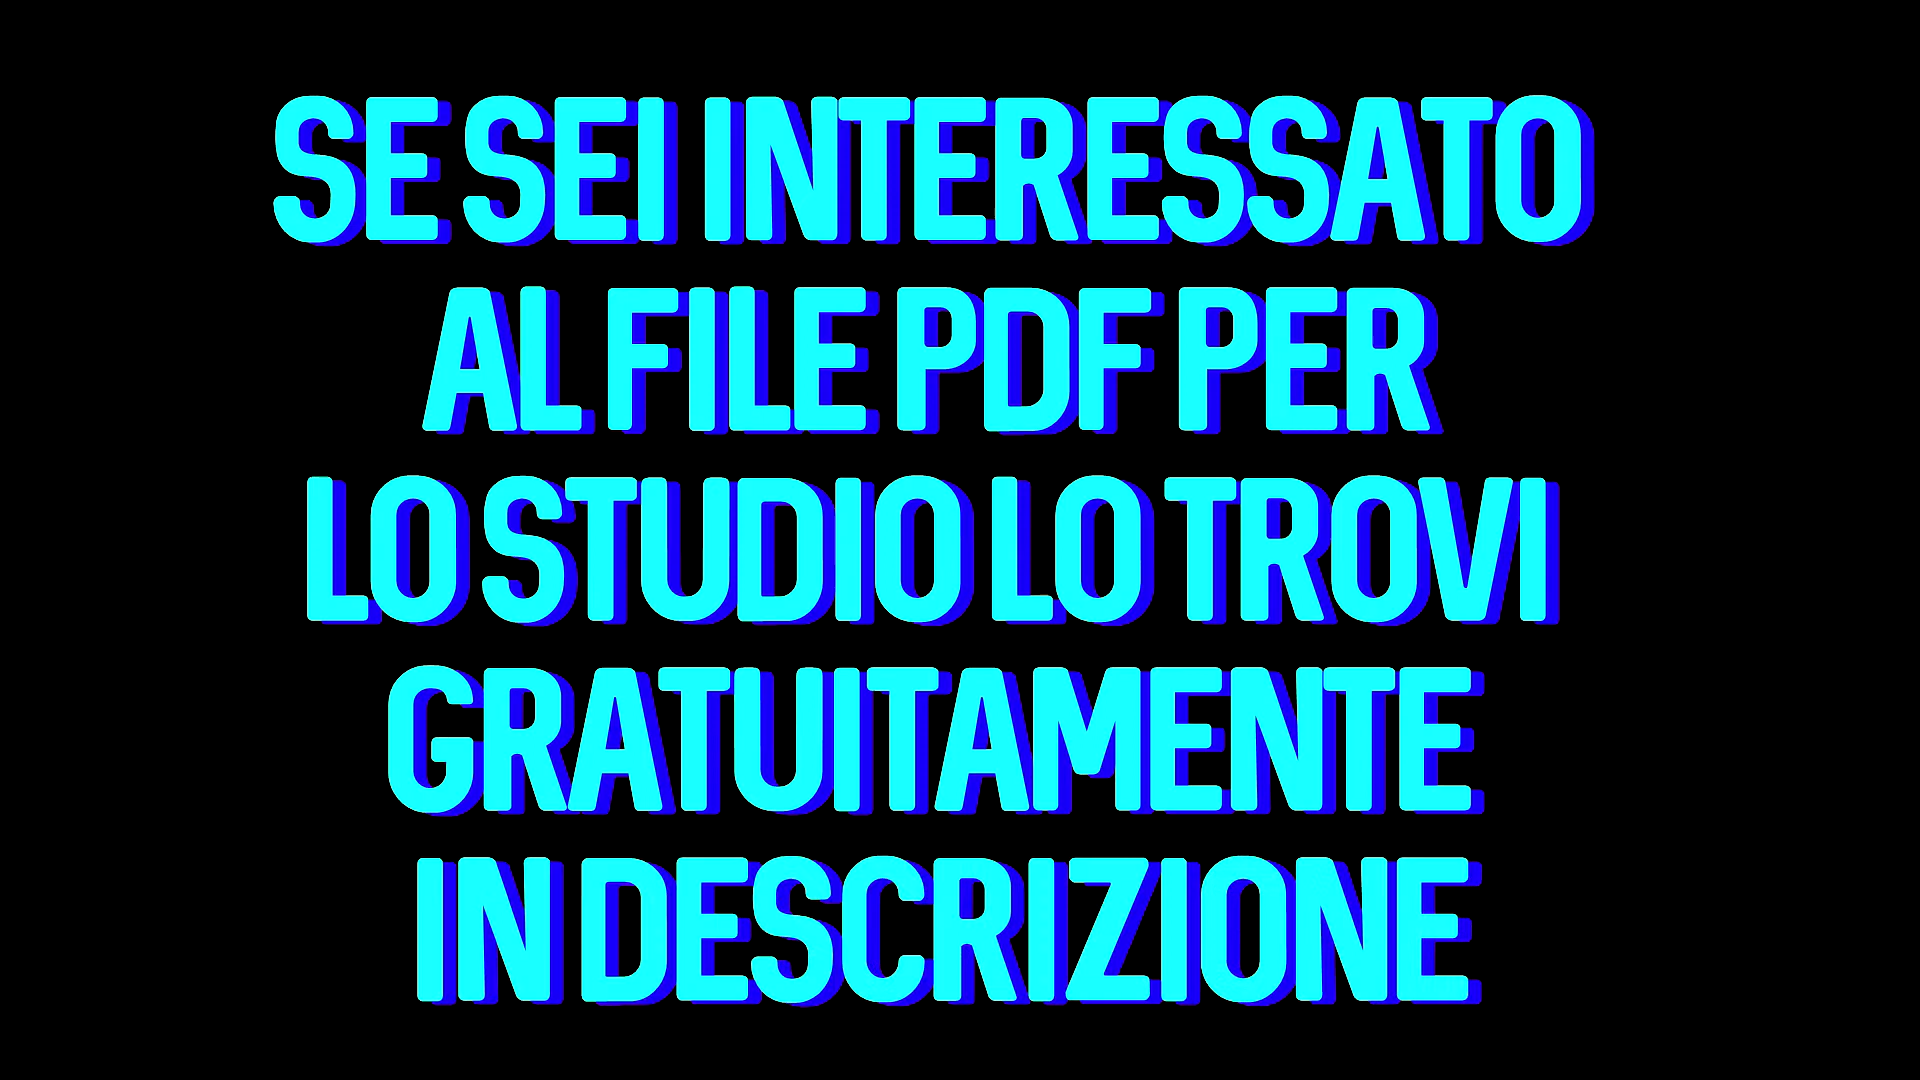 SE SEI INTERESSATO
AL FILE PDF PER
LO STUDIO LO TROVI
GRATUITAMENTE
IN DESCRIZIONE